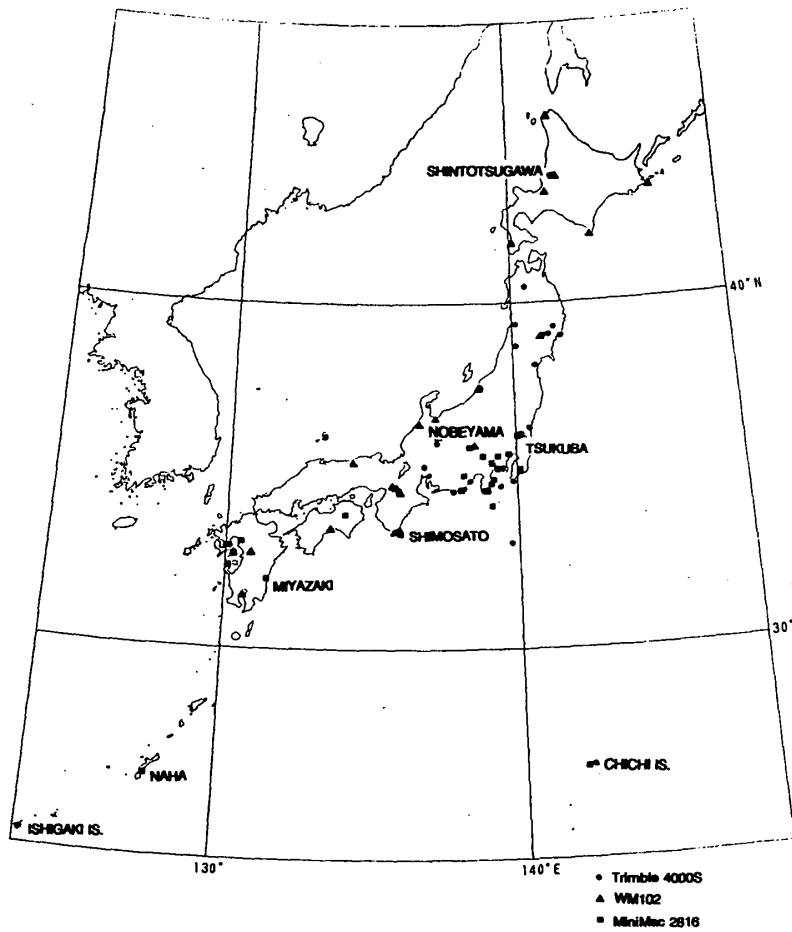 SHINTOTSUGAWA
40°N
NOBEYAMA
TSUKUBA
SHIMOSATO
MIYAZAKI
30°
NAHA
CHICHI IS.
ISHIGAKI IS.
130°
140°E
Trimble 4000S
WM102
MiniMac 2816